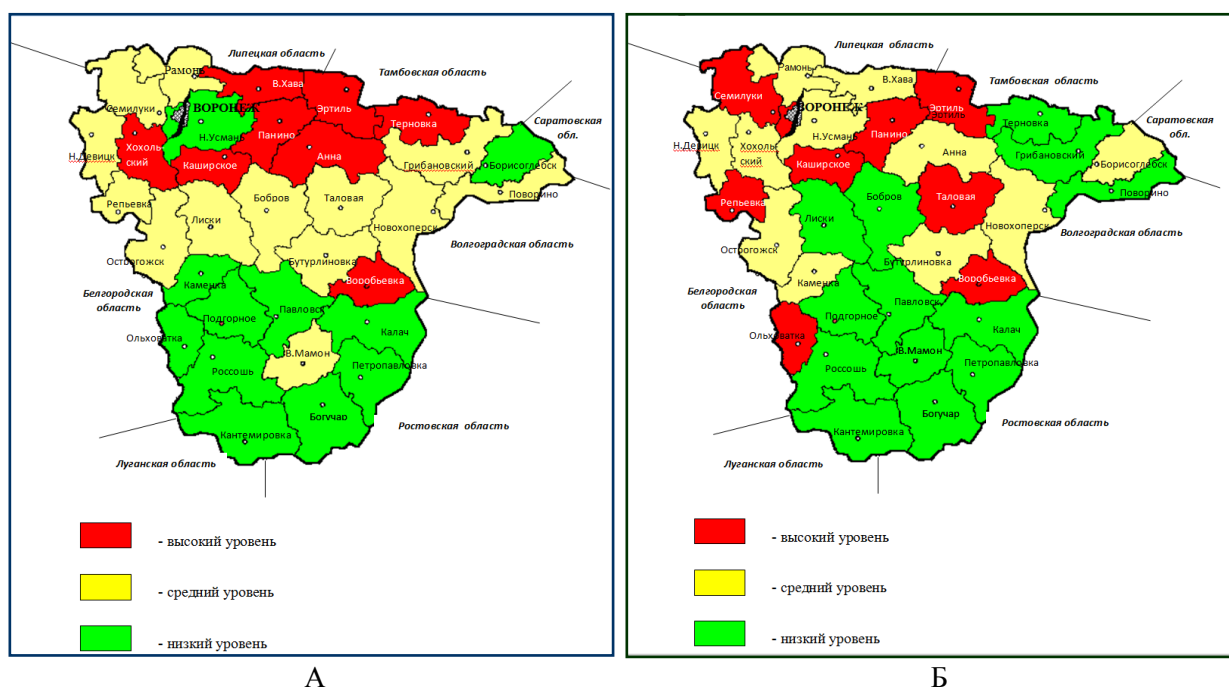 Липецкая область
Тамбовская область
Саратовская
обл.
Рамонь
В.Хава
Семилуки
ВОРОНЕЖ
Эртиль
Терновка
Н.Усмань
Панино
Н.Девицк
Хохоль
ский
Каширское
Анна
Грибановский
Борисоглебск
Репьевка
Бобров
Таловая
Поворино
Лиски
Новохоперск
Волгоградская область
Острогожск
Бутурлиновка
Воробьевка
Белгородская
область
Каменка
Павловск
Подгорное
Калач
Ольховатка
В.Мамон
Россошь
Петропавловка
Богучар
Кантемировка
Ростовская область
Луганская область
- высокий уровень
- средний уровень
- низкий уровень
А
Липецкая область
Тамбовская область
Саратовская
обл.
Рамонь
В.Хава
Семилуки
ВОРОНЕЖ
Эртиль
Эртиль
Терновка
Н.Усмань
Панино
Н.Девицк
Хохоль
ский
Анна
Грибановский
Борисоглебск
Каширское
Репьевка
Бобров
Таловая
Поворино
Лиски
Новохоперск
Волгоградская область
Острогожск
Бутурлиновка
Воробьевка
Белгородская
область
Каменка
Павловск
Подгорное
Калач
Ольховатка
В.Мамон
Россошь
Петропавловка
Богучар
Кантемировка
Ростовская область
Луганская область
- высокий уровень
- средний уровень
- низкий уровень
Б